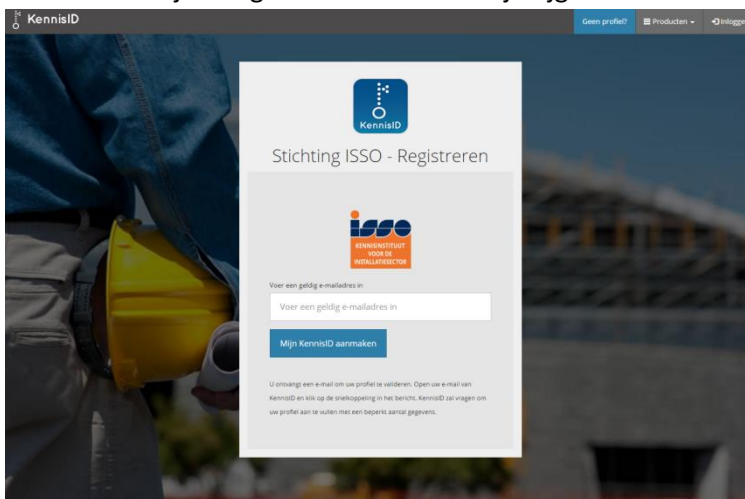 KennisID
Geen profiel?
Producten
Inlogge
KennisID
Stichting ISSO - Registreren
isso
KENNISINSTITUUT
VOOR DE
INSTALLATIESECTOR
Voer een geldig e-mailadres in
Voer een geldig e-mailadres in
Mijn KennisID aanmaken
U ontvangt een e-mail om uw profiel te valideren. Open uw e-mail van
KennisID en klik op de snelkoppeling in het bericht. KennisID zal vragen om
uw profiel aan te vullen met een beperkt aantal gegevens.